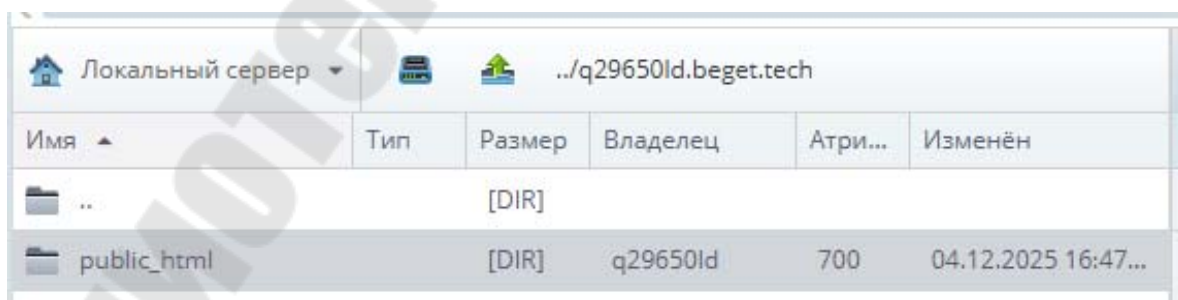 Локальный сервер ../q29650ld.beget.tech
Имя Тип Размер Владелец Атри... Изменён
.. [DIR]
public_html [DIR] q29650ld 700 04.12.2025 16:47...